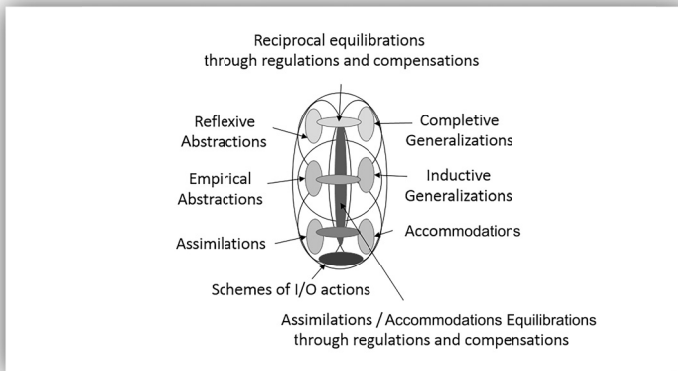 Reciprocal equilibrations
through regulations and compensations
Reflexive
Abstractions
Completive
Generalizations
Empirical
Abstractions
Inductive
Generalizations
Assimilations
Accommodations
Schemes of I/O actions
Assimilations / Accommodations Equilibrations
through regulations and compensations